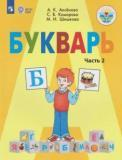 А. К. Аксёнова
С. В. Комарова
М. И. Шишкова
БУКВАРЬ
Часть 2
Б